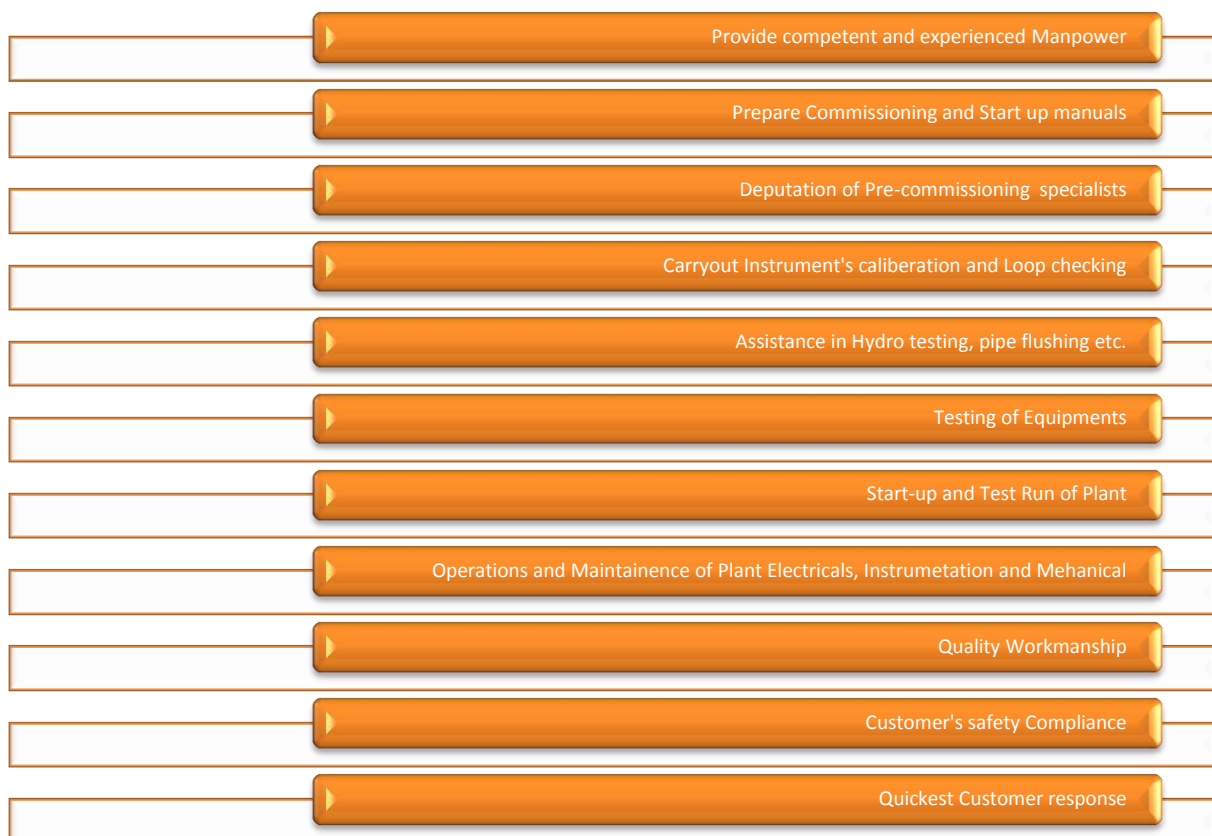 Provide competent and experienced Manpower
Prepare Commissioning and Start up manuals
Deputation of Pre-commissioning specialists
Carryout Instrument's caliberation and Loop checking
Assistance in Hydro testing, pipe flushing etc.
Testing of Equipments
Start-up and Test Run of Plant
Operations and Maintainence of Plant Electricals, Instrumetation and Mehanical
Quality Workmanship
Customer's safety Compliance
Quickest Customer response